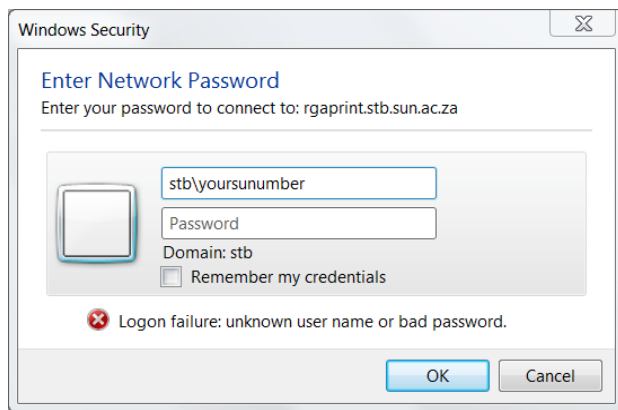 Windows Security
Enter Network Password
Enter your password to connect to: rgaprint.stb.sun.ac.za
stb\yoursunumber
Password
Domain: stb
Remember my credentials
Logon failure: unknown user name or bad password.
OK
Cancel